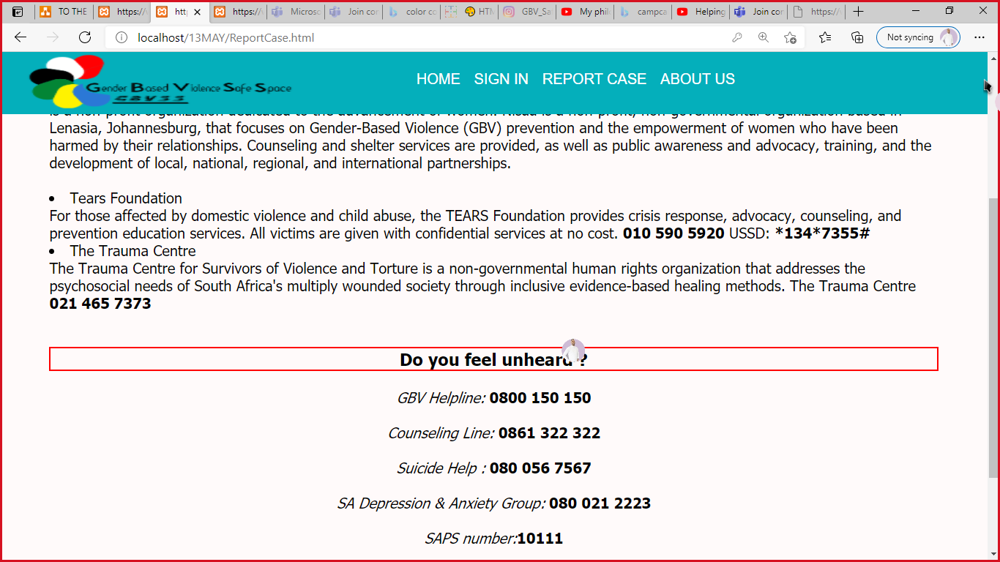 TO THE
https://
htt
https://
Microso
Join cor
color co
HTM
GBV_Sa
My phil
campca
Helping
Join cor
https://
localhost/13MAY/ReportCase.html
Not syncing
Gender Based Violence Safe Space
G B V S S
HOME SIGN IN REPORT CASE ABOUT US
is a non-profit organization dedicated to the advancement of women. Nisaa is a non-profit, non-governmental organization based in
Lenasia, Johannesburg, that focuses on Gender-Based Violence (GBV) prevention and the empowerment of women who have been
harmed by their relationships. Counseling and shelter services are provided, as well as public awareness and advocacy, training, and the
development of local, national, regional, and international partnerships.
• Tears Foundation
For those affected by domestic violence and child abuse, the TEARS Foundation provides crisis response, advocacy, counseling, and
prevention education services. All victims are given with confidential services at no cost. 010 590 5920 USSD: *134*7355#
• The Trauma Centre
The Trauma Centre for Survivors of Violence and Torture is a non-governmental human rights organization that addresses the
psychosocial needs of South Africa's multiply wounded society through inclusive evidence-based healing methods. The Trauma Centre
021 465 7373
Do you feel unheard ?
GBV Helpline: 0800 150 150
Counseling Line: 0861 322 322
Suicide Help : 080 056 7567
SA Depression & Anxiety Group: 080 021 2223
SAPS number:10111